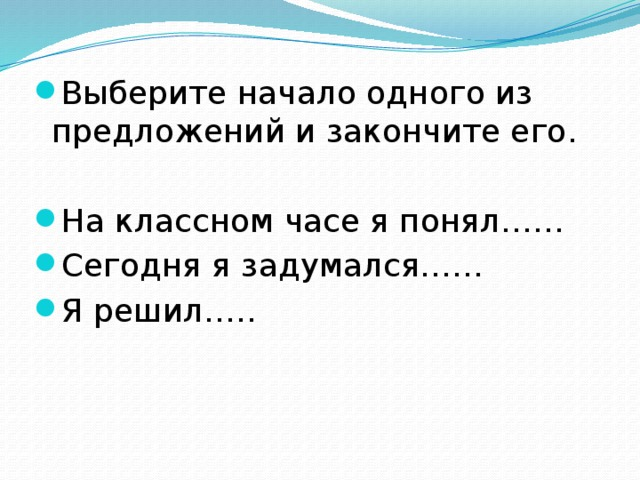 Выберите начало одного из
предложений и закончите его.
На классном часе я понял……
Сегодня я задумался……
Я решил…..